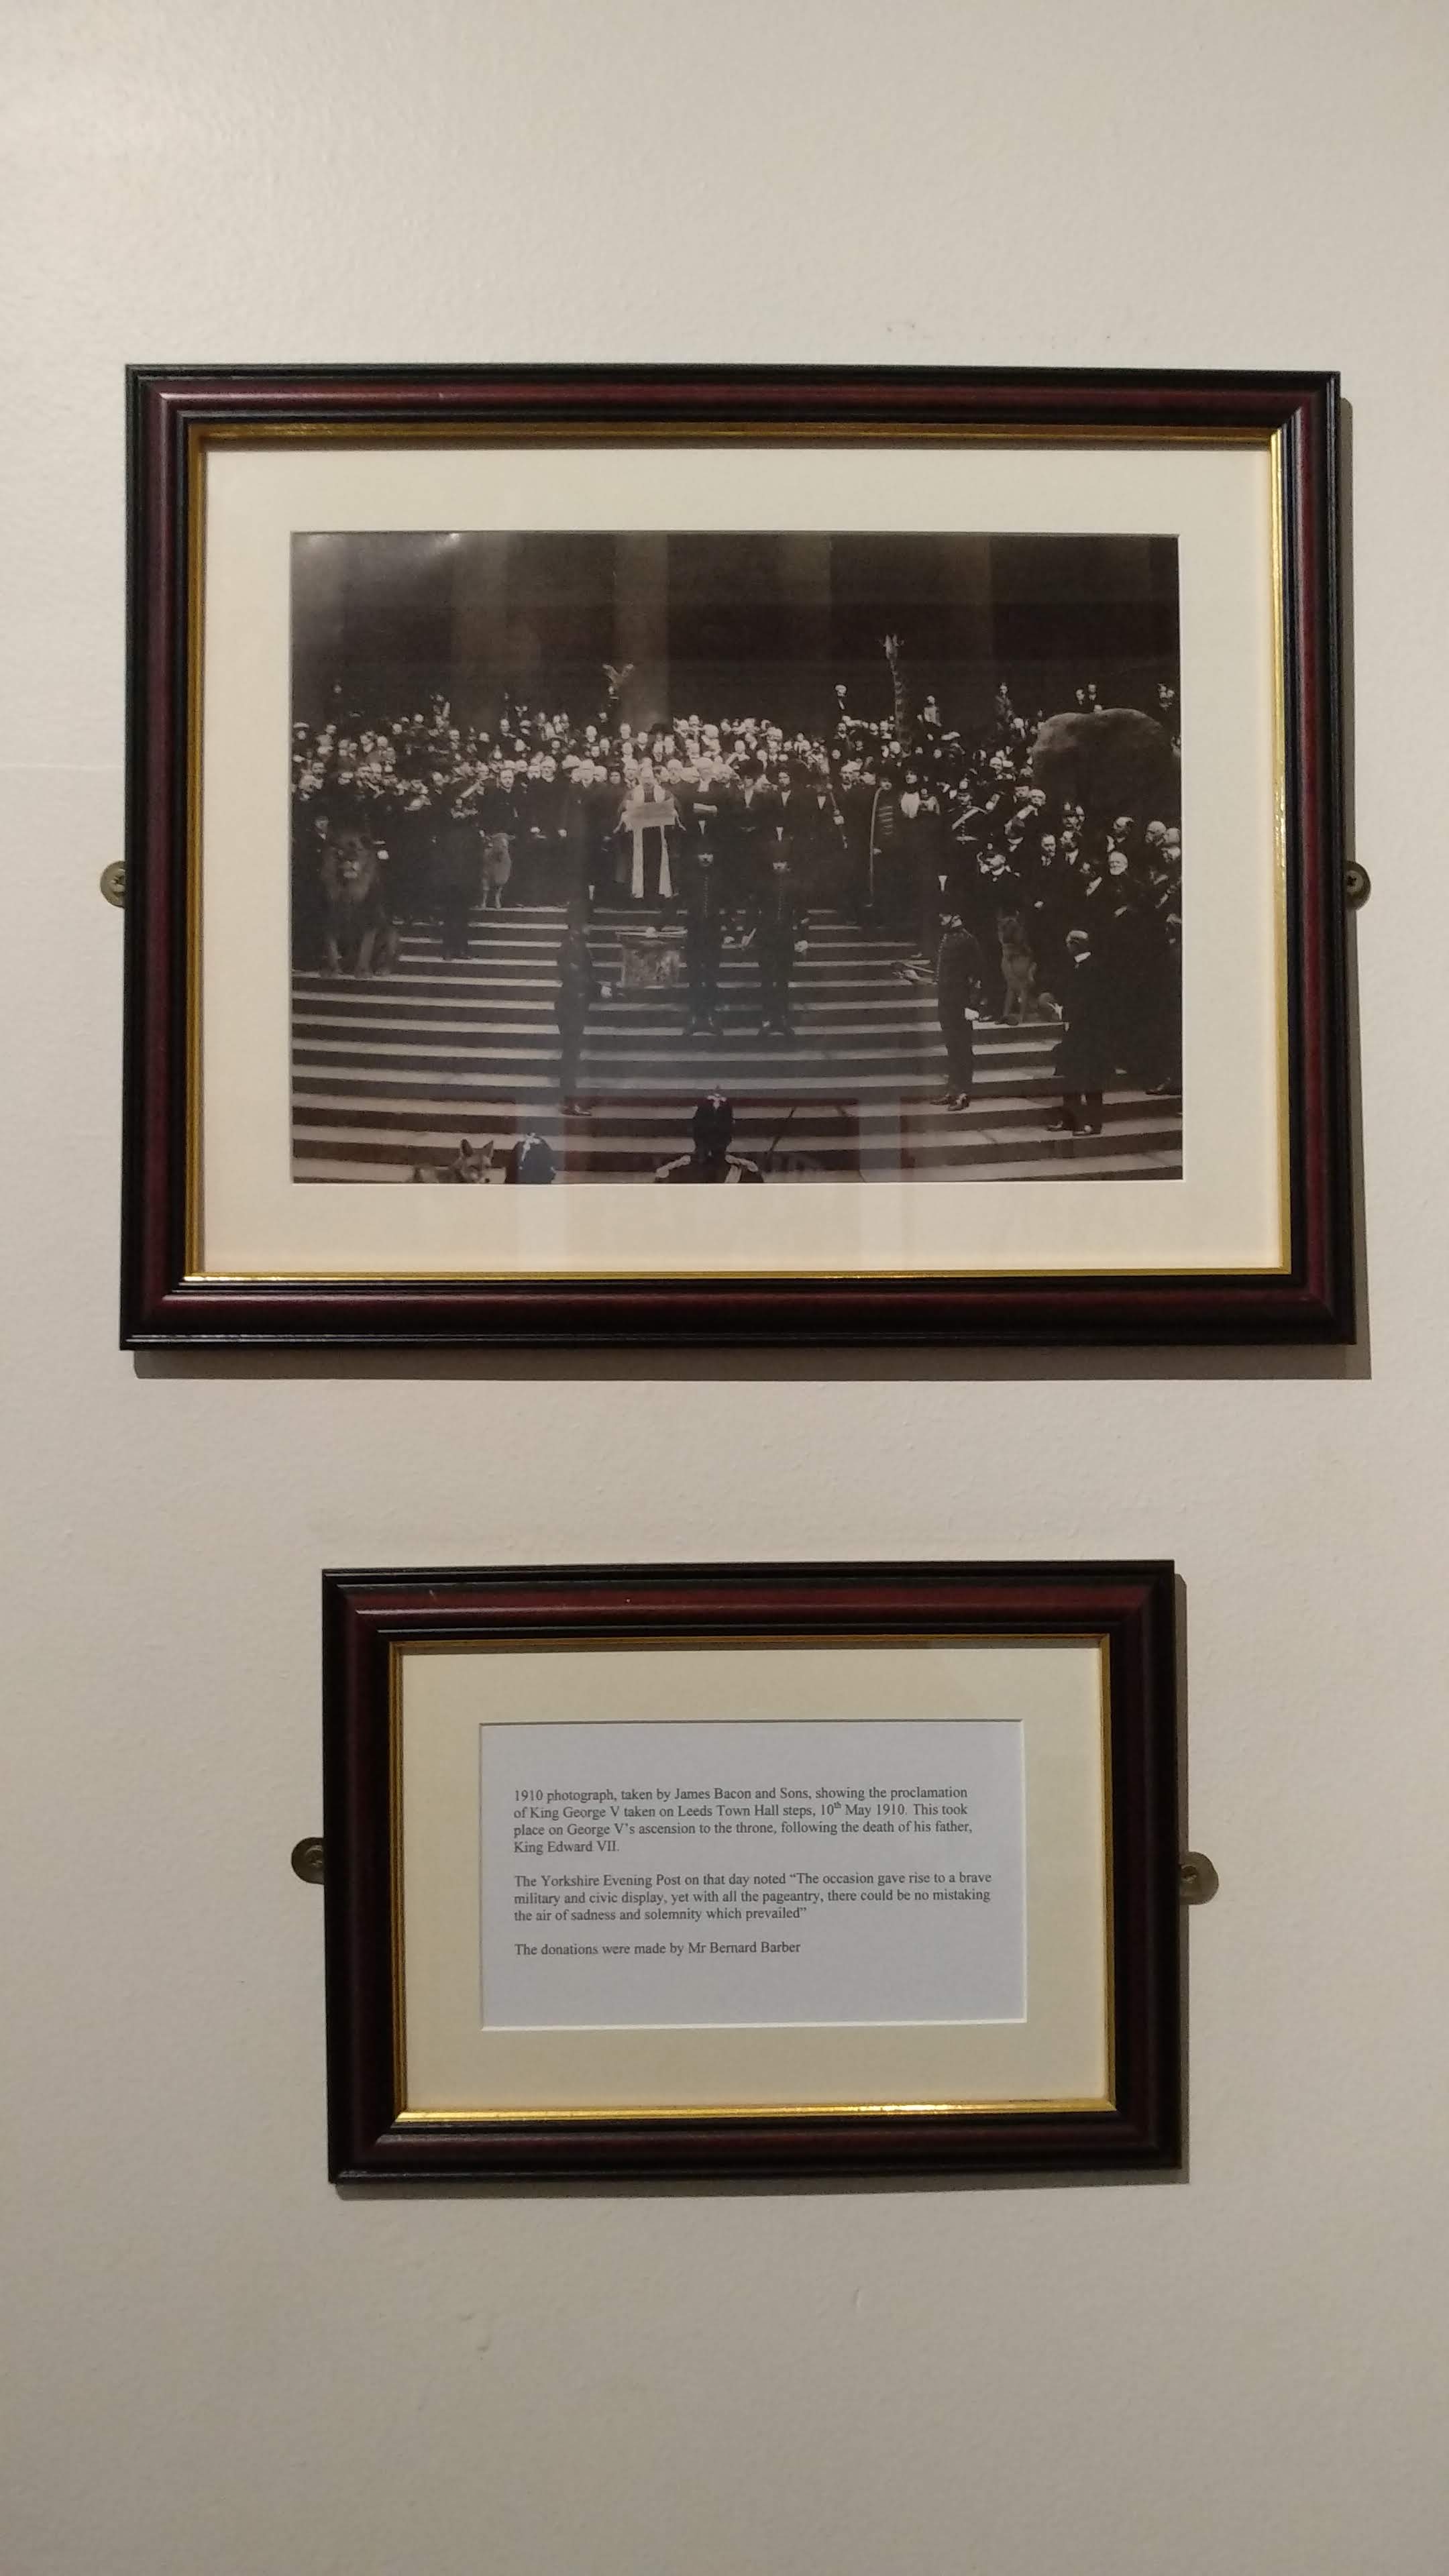 1910 photograph, taken by James Bacon and Sons, showing the proclamation
of King George V taken on Leeds Town Hall steps, 10th May 1910. This took
place on George V's ascension to the throne, following the death of his father,
King Edward VII.
The Yorkshire Evening Post on that day noted “The occasion gave rise to a brave
military and civic display, yet with all the pageantry, there could be no mistaking
the air of sadness and solemnity which prevailed”
The donations were made by Mr Bernard Barber